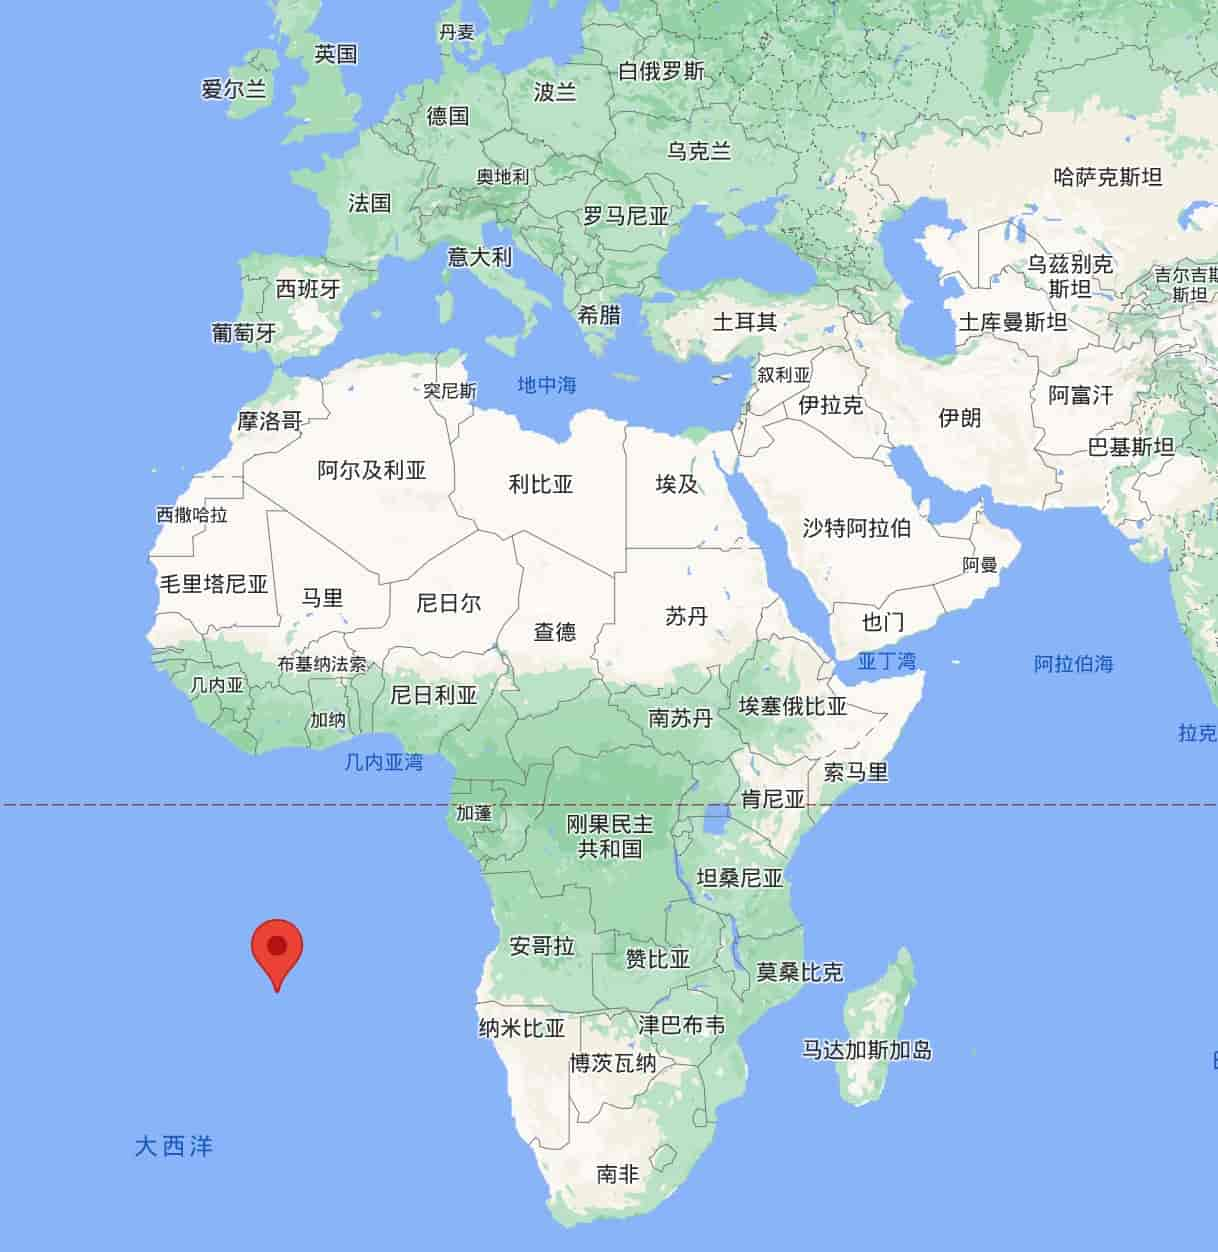 丹麦
英国
白俄罗斯
爱尔兰
波兰
德国
乌克兰
奥地利
哈萨克斯坦
法国
罗马尼亚
意大利
乌兹别克
斯坦
吉尔吉斯
斯坦
西班牙
希腊
土耳其
土库曼斯坦
葡萄牙
叙利亚
地中海
突尼斯
阿富汗
伊拉克
伊朗
摩洛哥
巴基斯坦
阿尔及利亚
利比亚
埃及
西撒哈拉
沙特阿拉伯
阿曼
毛里塔尼亚
马里
尼日尔
苏丹
也门
查德
布基纳法索
亚丁湾
阿拉伯海
几内亚
尼日利亚
埃塞俄比亚
加纳
南苏丹
拉克
几内亚湾
索马里
肯尼亚
加蓬
刚果民主
共和国
坦桑尼亚
安哥拉
赞比亚
莫桑比克
纳米比亚
津巴布韦
马达加斯加岛
博茨瓦纳
大西洋
南非